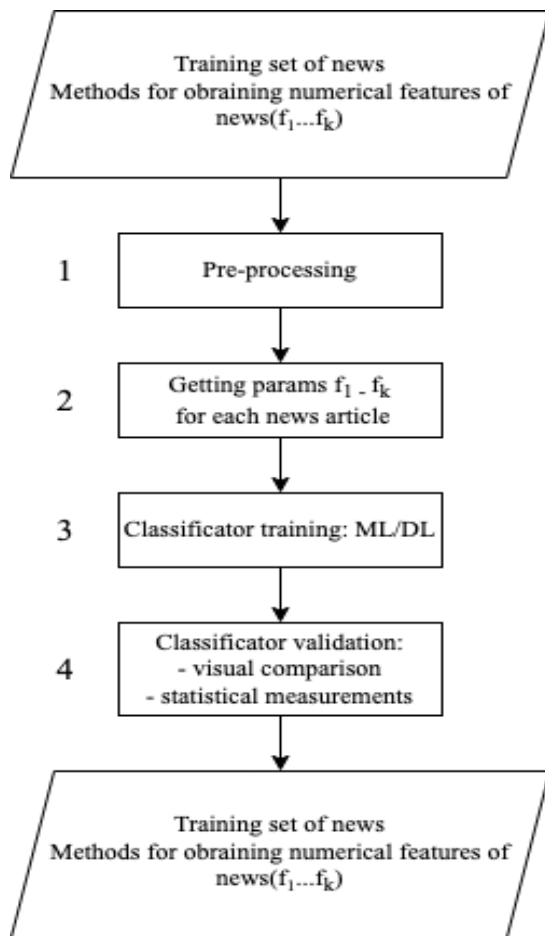 Training set of news
Methods for obraining numerical features of
news(f₁...fₖ)
1
Pre-processing
2
Getting params f₁ - fₖ
for each news article
3
Classificator training: ML/DL
4
Classificator validation:
- visual comparison
- statistical measurements
Training set of news
Methods for obraining numerical features of
news(f₁...fₖ)